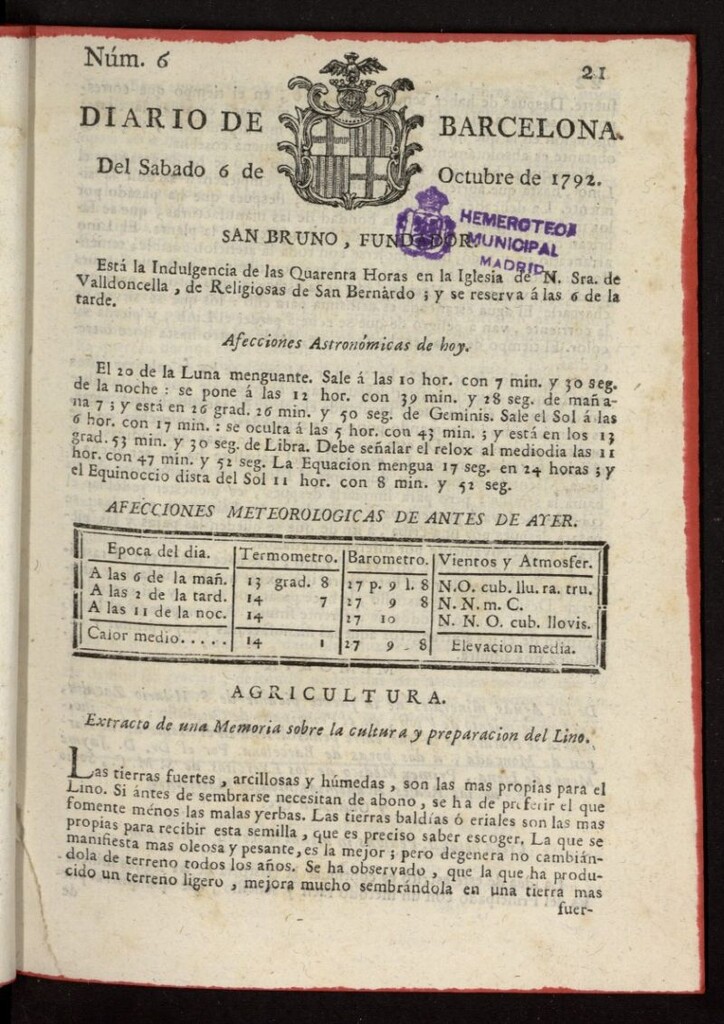 Núm. 6
21
DIARIO DE BARCELONA.
Del Sabado 6 de Octubre de 1792.
HEMEROTECA
MUNICIPAL
MADRID
SAN BRUNO, FUNDADOR.
Está la Indulgencia de las Quarenta Horas en la Iglesia de N. Sra. de
Valldoncella, de Religiosas de San Bernardo; y se reserva á las 6 de la
tarde.
Afecciones Astronómicas de hoy.
El 20 de la Luna menguante. Sale á las 10 hor. con 7 min. y 30 seg.
de la noche: se pone á las 12 hor. con 39 min. y 28 seg. de maña-
na 7; y está en 26 grad. 26 min. y 50 seg. de Geminis. Sale el Sol á las
6 hor. con 17 min.: se oculta á las 5 hor. con 43 min.; y está en los 13
grad. 53 min. y 30 seg. de Libra. Debe señalar el relox al mediodia las 11
hor. con 47 min. y 52 seg. La Equacion mengua 17 seg. en 24 horas; y
el Equinoccio dista del Sol 11 hor. con 8 min. y 52 seg.
AFECCIONES METEOROLOGICAS DE ANTES DE AYER.
Epoca del dia. Termometro. Barometro. Vientos y Atmosfer.
A las 6 de la mañ. 13 grad. 8 27 p. 9 l. 8 N.O. cub. llu. ra. tru.
A las 2 de la tard. 14 7 27 9 8 N. N. m. C.
A las 11 de la noc. 14 27 10 N. N. O. cub. llovis.
Calor medio..... 14 1 27 9 8 Elevacion media.
AGRICULTURA.
Extracto de una Memoria sobre la cultura y preparacion del Lino.
Las tierras fuertes, arcillosas y húmedas, son las mas propias para el
Lino. Si ántes de sembrarse necesitan de abono, se ha de preferir el que
fomente ménos las malas yerbas. Las tierras baldías ó eriales son las mas
propias para recibir esta semilla, que es preciso saber escoger. La que se
manifiesta mas oleosa y pesante, es la mejor; pero degenera no cambián-
dola de terreno todos los años. Se ha observado, que la que ha produ-
cido un terreno ligero, mejora mucho sembrándola en una tierra mas
fuer-